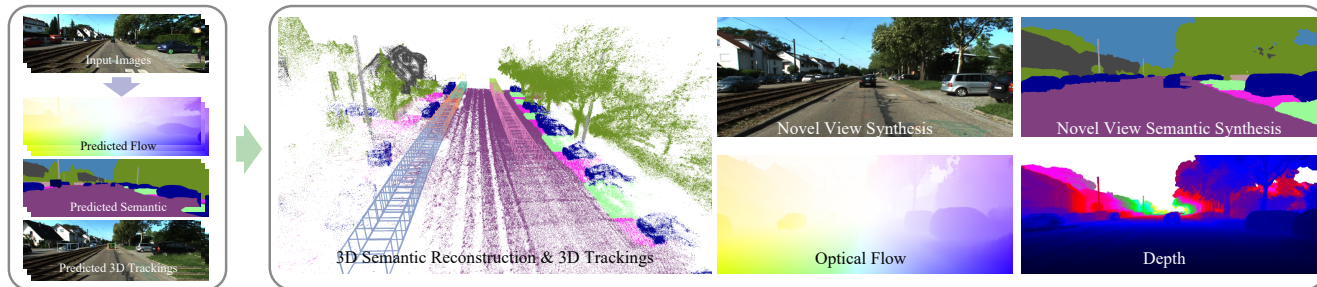 Input Images
Predicted Flow
Predicted Semantic
Predicted 3D Trackings
3D Semantic Reconstruction & 3D Trackings
Novel View Synthesis
Novel View Semantic Synthesis
Optical Flow
Depth